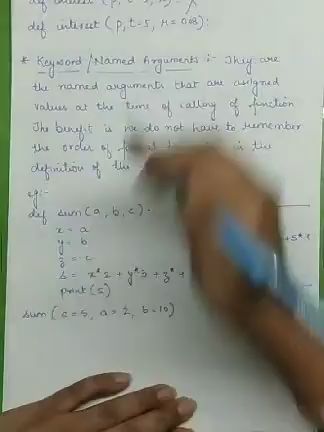 def interest (p, t=5, r=0.08):
* Keyword / Named Arguments :- They are
the named arguments that are assigned
values at the time of calling of function
The benefit is we do not have to remember
the order of in the
definition of the
eg:-
def sum(a, b, c):-
x = a
y = b
z = c
s =
print(s)
sum(c=5, a=2, b=10)